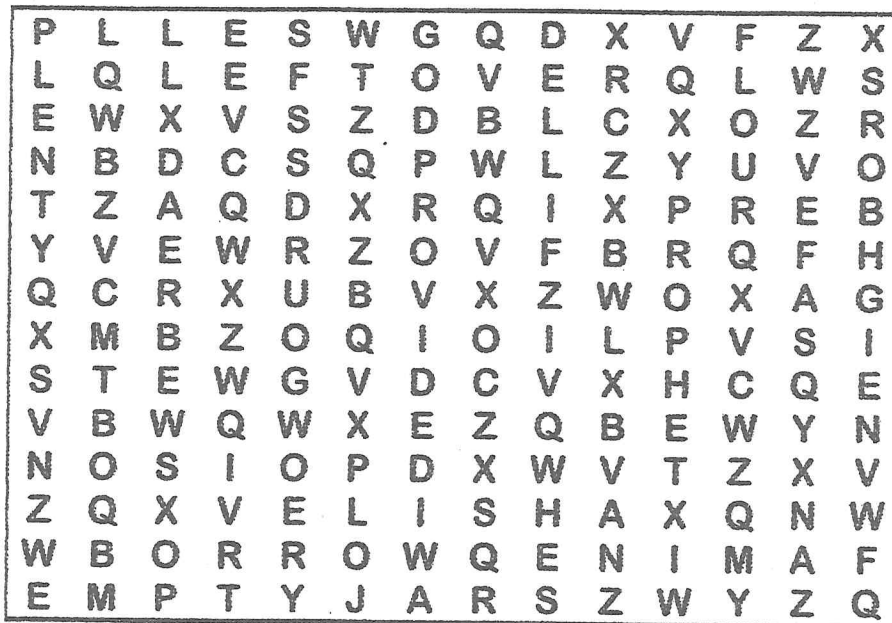 P L L E S W G Q D X V F Z X
L Q L E F T O V E R Q L W S
E W X V S Z D B L C X O Z R
N B D C S Q P W L Z Y U V O
T Z A Q D X R Q I X P R E B
Y V E W R Z O V F B R Q F H
Q C R X U B V X Z W O X A G
X M B Z O Q I O I L P V S I
S T E W G V D C V X H C Q E
V B W Q W X E Z Q B E W Y N
N O S I O P D X W V T Z X V
Z Q X V E L I S H A X Q N W
W B O R R O W Q E N I M A F
E M P T Y J A R S Z W Y Z Q